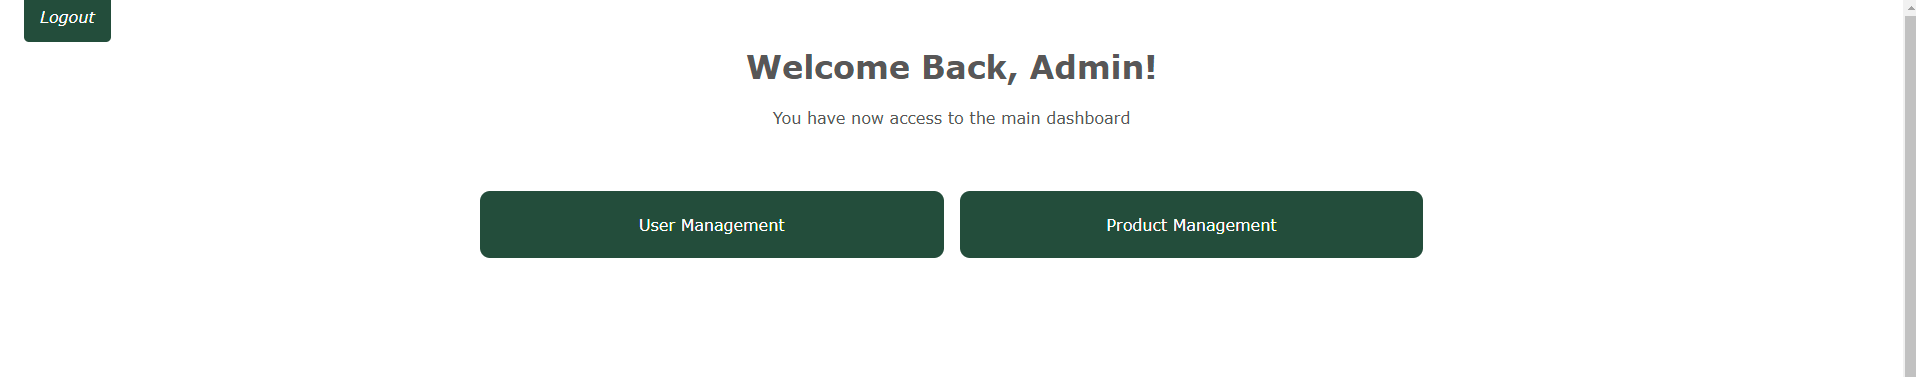 Logout
Welcome Back, Admin!
You have now access to the main dashboard
User Management
Product Management